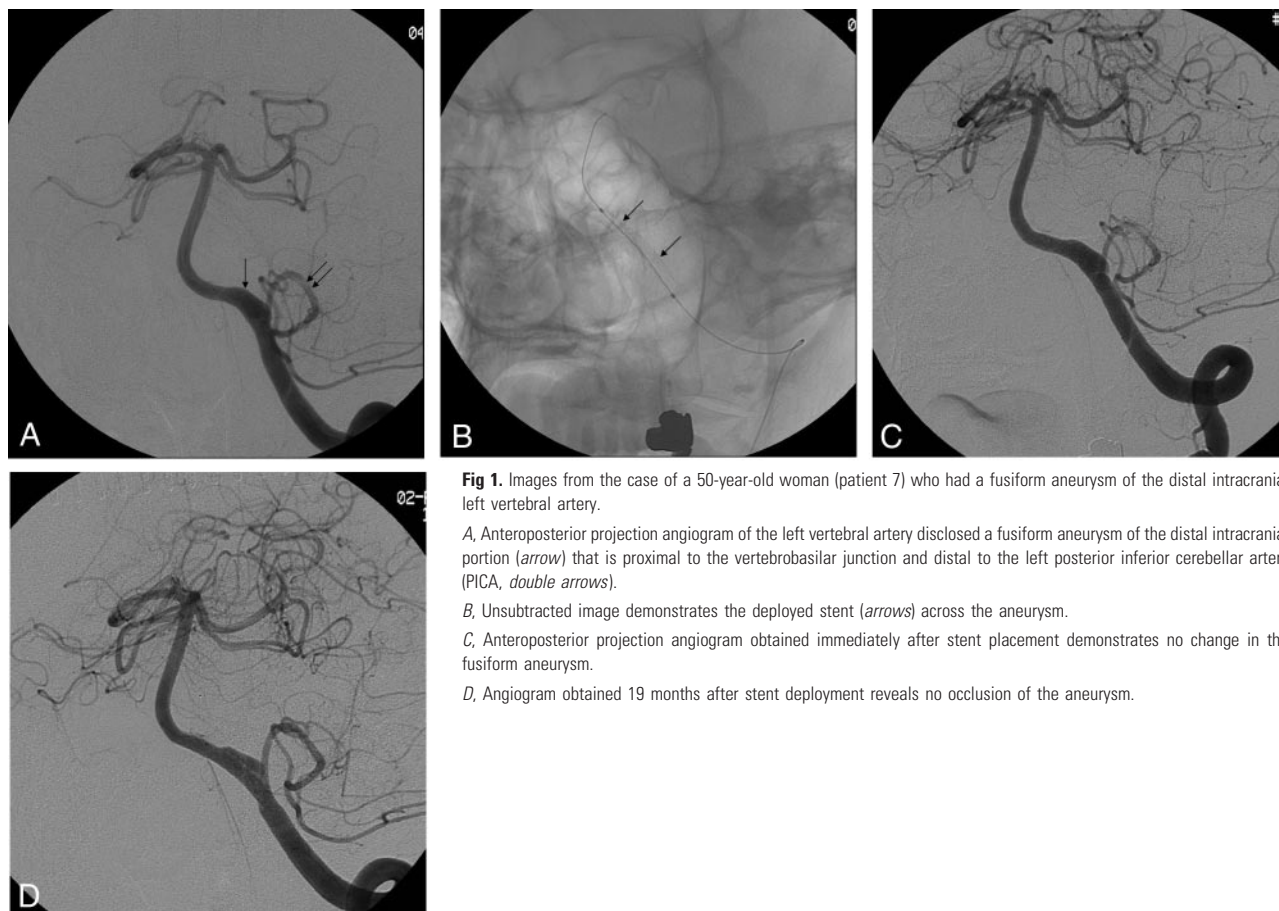 04
A
0
B
#
C
02-F
D
Fig 1. Images from the case of a 50-year-old woman (patient 7) who had a fusiform aneurysm of the distal intracrania
left vertebral artery.
A, Anteroposterior projection angiogram of the left vertebral artery disclosed a fusiform aneurysm of the distal intracrania
portion (arrow) that is proximal to the vertebrobasilar junction and distal to the left posterior inferior cerebellar arter
(PICA, double arrows).
B, Unsubtracted image demonstrates the deployed stent (arrows) across the aneurysm.
C, Anteroposterior projection angiogram obtained immediately after stent placement demonstrates no change in th
fusiform aneurysm.
D, Angiogram obtained 19 months after stent deployment reveals no occlusion of the aneurysm.